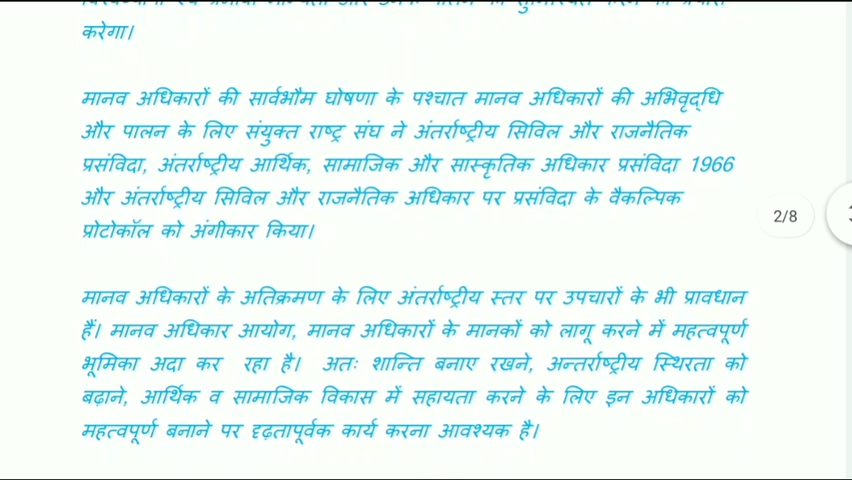 करेगा।
मानव अधिकारों की सार्वभौम घोषणा के पश्चात मानव अधिकारों की अभिवृद्धि
और पालन के लिए संयुक्त राष्ट्र संघ ने अंतर्राष्ट्रीय सिविल और राजनैतिक
प्रसंविदा, अंतर्राष्ट्रीय आर्थिक, सामाजिक और सास्कृतिक अधिकार प्रसंविदा 1966
और अंतर्राष्ट्रीय सिविल और राजनैतिक अधिकार पर प्रसंविदा के वैकल्पिक
प्रोटोकॉल को अंगीकार किया।
2/8
मानव अधिकारों के अतिक्रमण के लिए अंतर्राष्ट्रीय स्तर पर उपचारों के भी प्रावधान
हैं। मानव अधिकार आयोग, मानव अधिकारों के मानकों को लागू करने में महत्वपूर्ण
भूमिका अदा कर रहा है। अतः शान्ति बनाए रखने, अन्तर्राष्ट्रीय स्थिरता को
बढ़ाने, आर्थिक व सामाजिक विकास में सहायता करने के लिए इन अधिकारों को
महत्वपूर्ण बनाने पर दृढ़तापूर्वक कार्य करना आवश्यक है।